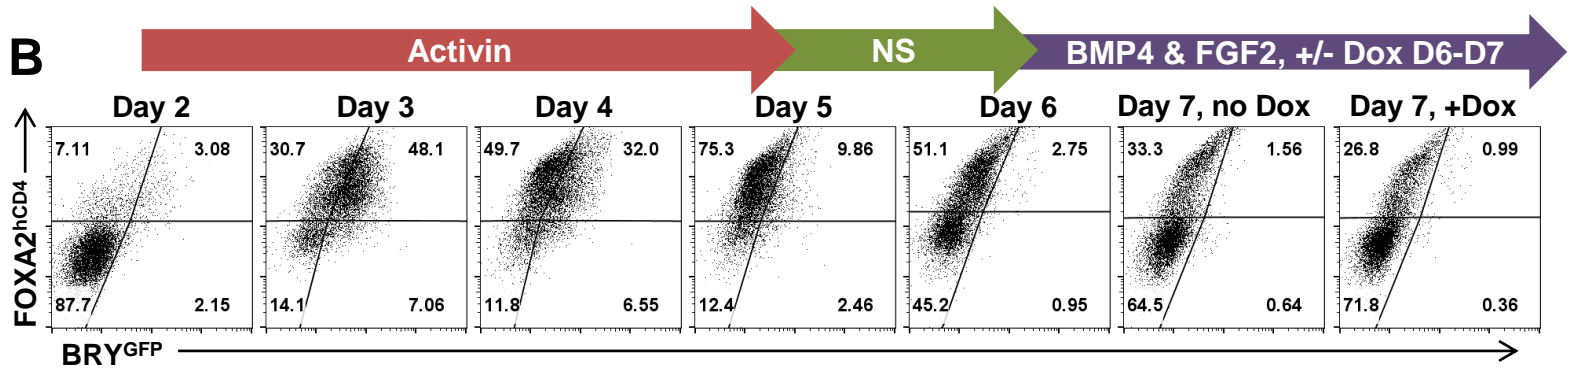 B
Activin
NS
BMP4 & FGF2, +/- Dox D6-D7
Day 2
Day 3
Day 4
Day 5
Day 6
Day 7, no Dox
Day 7, +Dox
FOXA2hCD4
7.11 3.08
87.7 2.15
30.7 48.1
14.1 7.06
49.7 32.0
11.8 6.55
75.3 9.86
12.4 2.46
51.1 2.75
45.2 0.95
33.3 1.56
64.5 0.64
26.8 0.99
71.8 0.36
BRYGFP